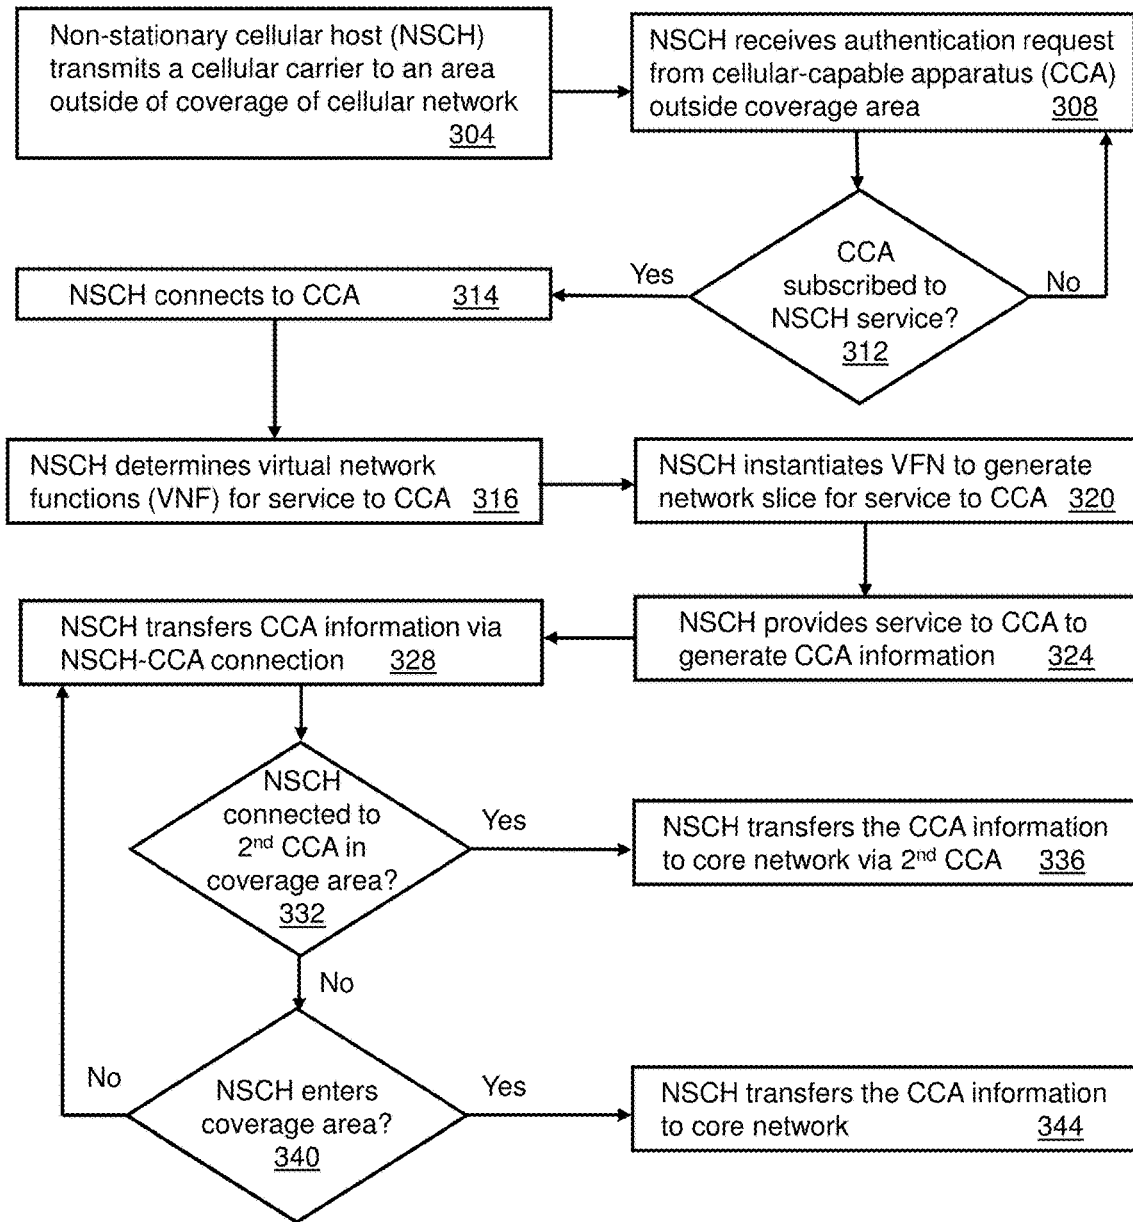 Non-stationary cellular host (NSCH)
transmits a cellular carrier to an area
outside of coverage of cellular network
304
NSCH receives authentication request
from cellular-capable apparatus (CCA)
outside coverage area 308
CCA
subscribed to
NSCH service?
312
Yes
No
NSCH connects to CCA 314
NSCH determines virtual network
functions (VNF) for service to CCA 316
NSCH instantiates VFN to generate
network slice for service to CCA 320
NSCH provides service to CCA to
generate CCA information 324
NSCH transfers CCA information via
NSCH-CCA connection 328
NSCH
connected to
2nd CCA in
coverage area?
332
Yes
NSCH transfers the CCA information
to core network via 2nd CCA 336
No
NSCH enters
coverage area?
340
No
Yes
NSCH transfers the CCA information
to core network 344